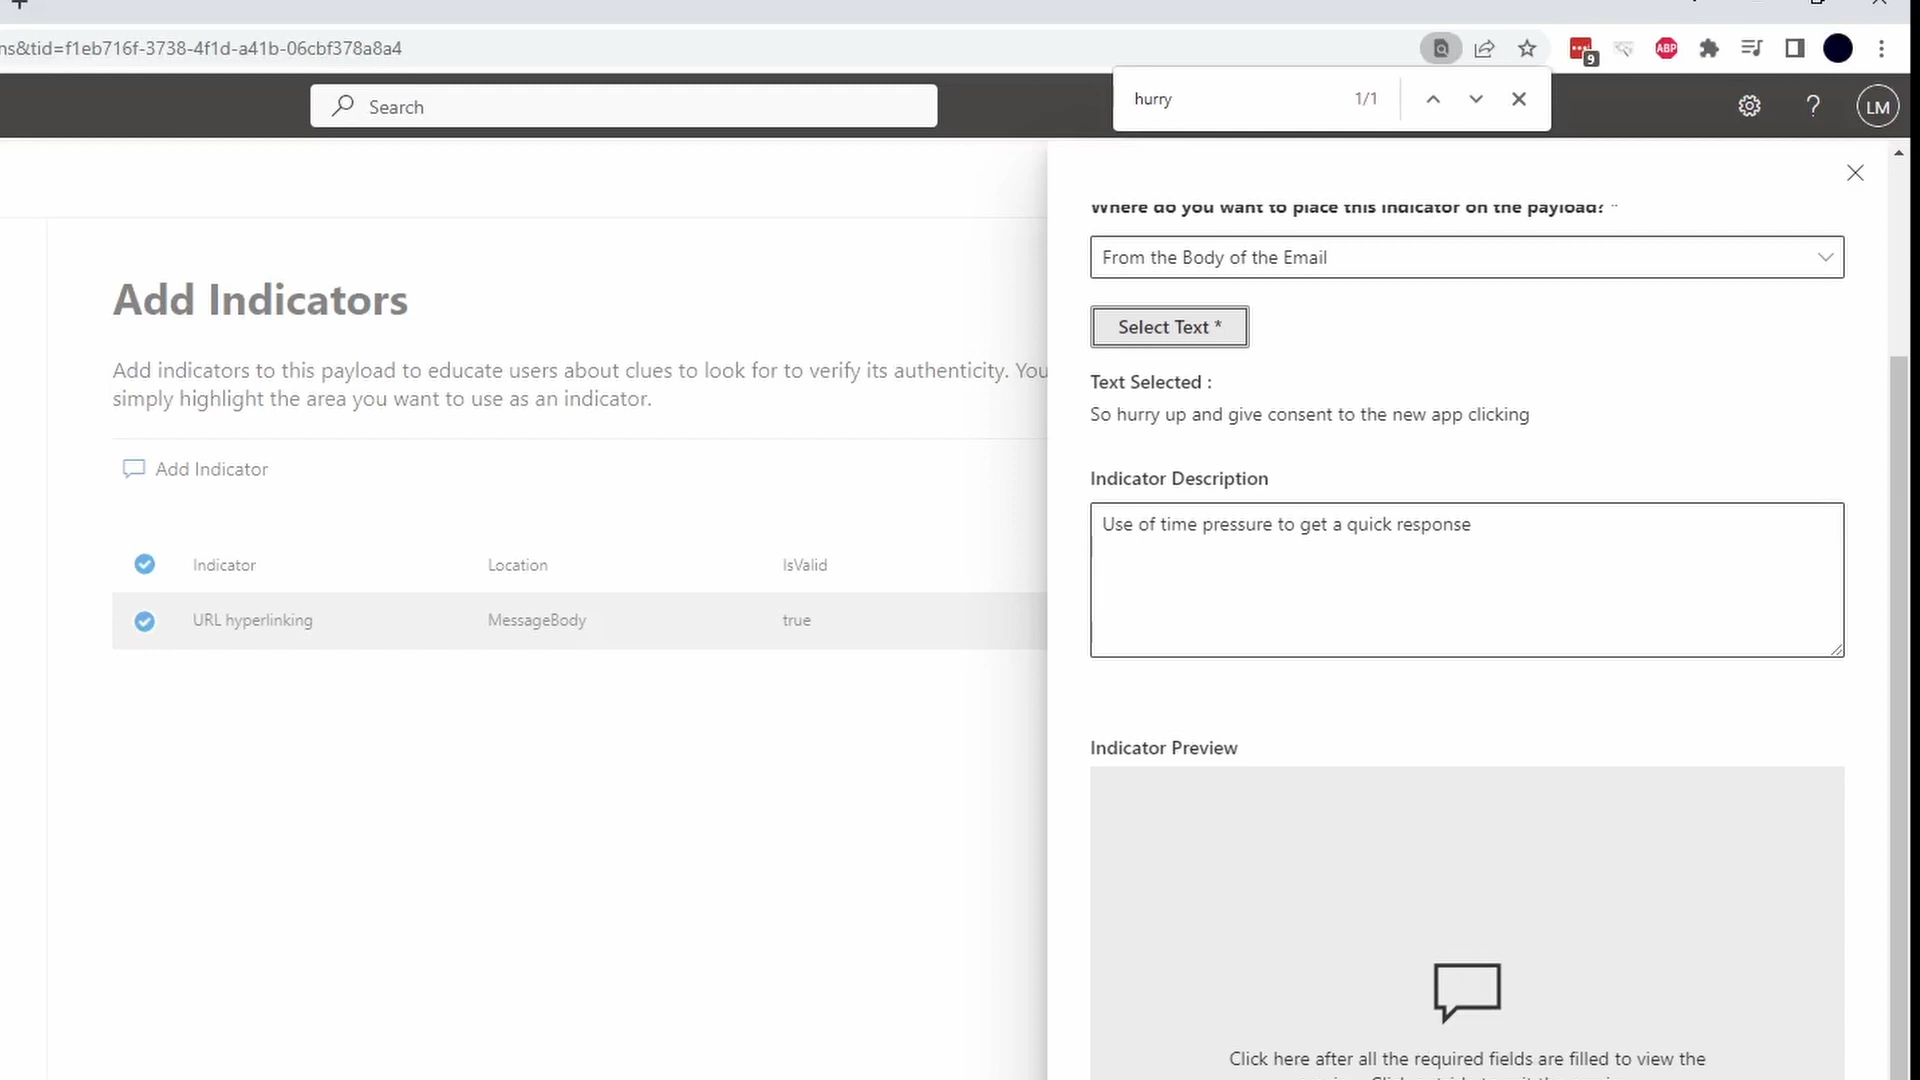 ns&tid=f1eb716f-3738-4f1d-a41b-06cbf378a8a4
9
ABP
Search
hurry
1/1
?
LM
Where do you want to place this indicator on the payload? *
From the Body of the Email
Add Indicators
Select Text *
Add indicators to this payload to educate users about clues to look for to verify its authenticity. You
simply highlight the area you want to use as an indicator.
Text Selected :
So hurry up and give consent to the new app clicking
Add Indicator
Indicator Description
Use of time pressure to get a quick response
Indicator Location IsValid
URL hyperlinking MessageBody true
Indicator Preview
Click here after all the required fields are filled to view the